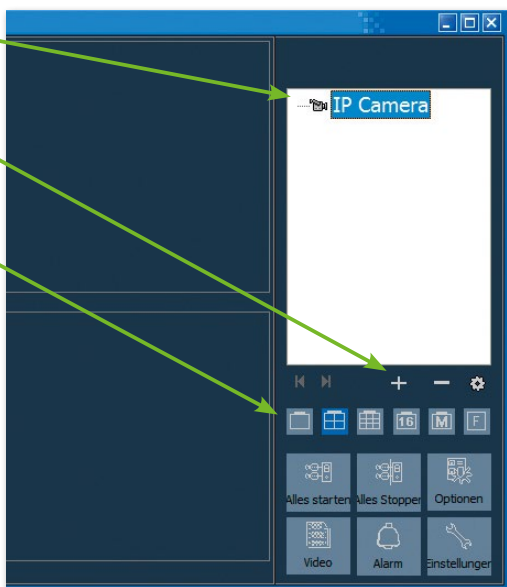 IP Camera
16 M F
Alles starten Alles Stoppen Optionen
Video Alarm Einstellungen